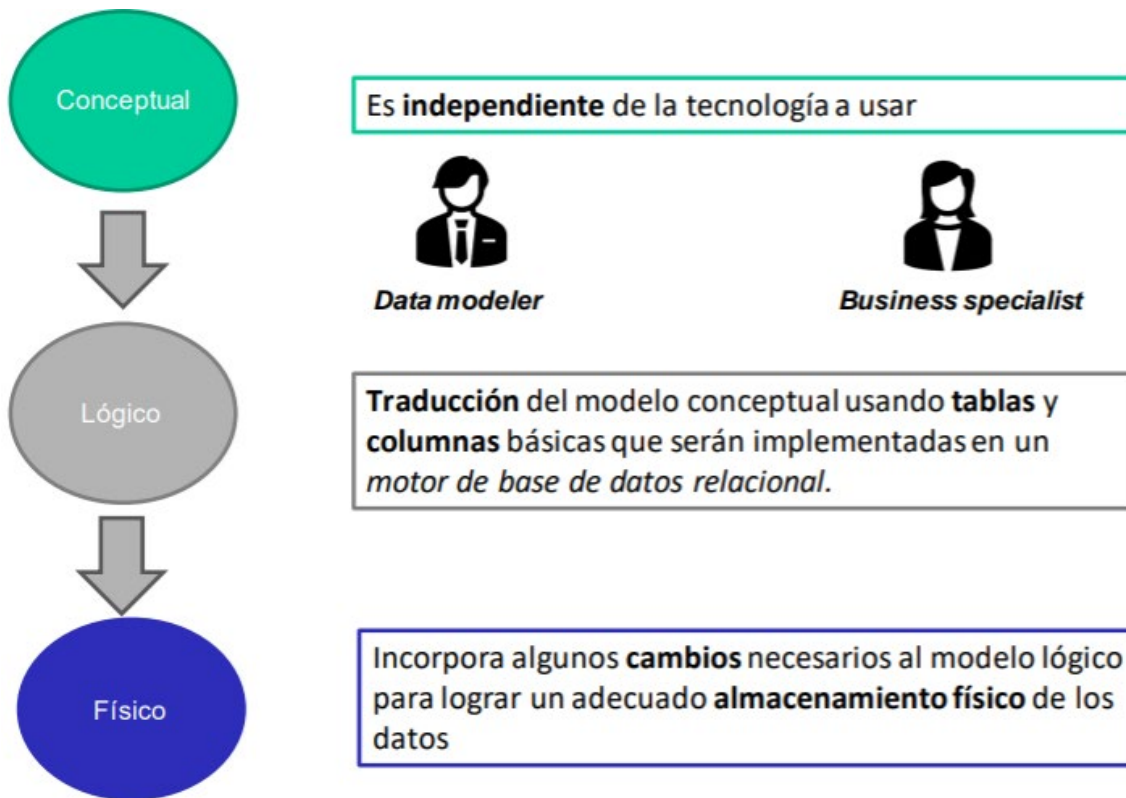 Conceptual
Es independiente de la tecnología a usar
Data modeler
Business specialist
Lógico
Traducción del modelo conceptual usando tablas y
columnas básicas que serán implementadas en un
motor de base de datos relacional.
Físico
Incorpora algunos cambios necesarios al modelo lógico
para lograr un adecuado almacenamiento físico de los
datos